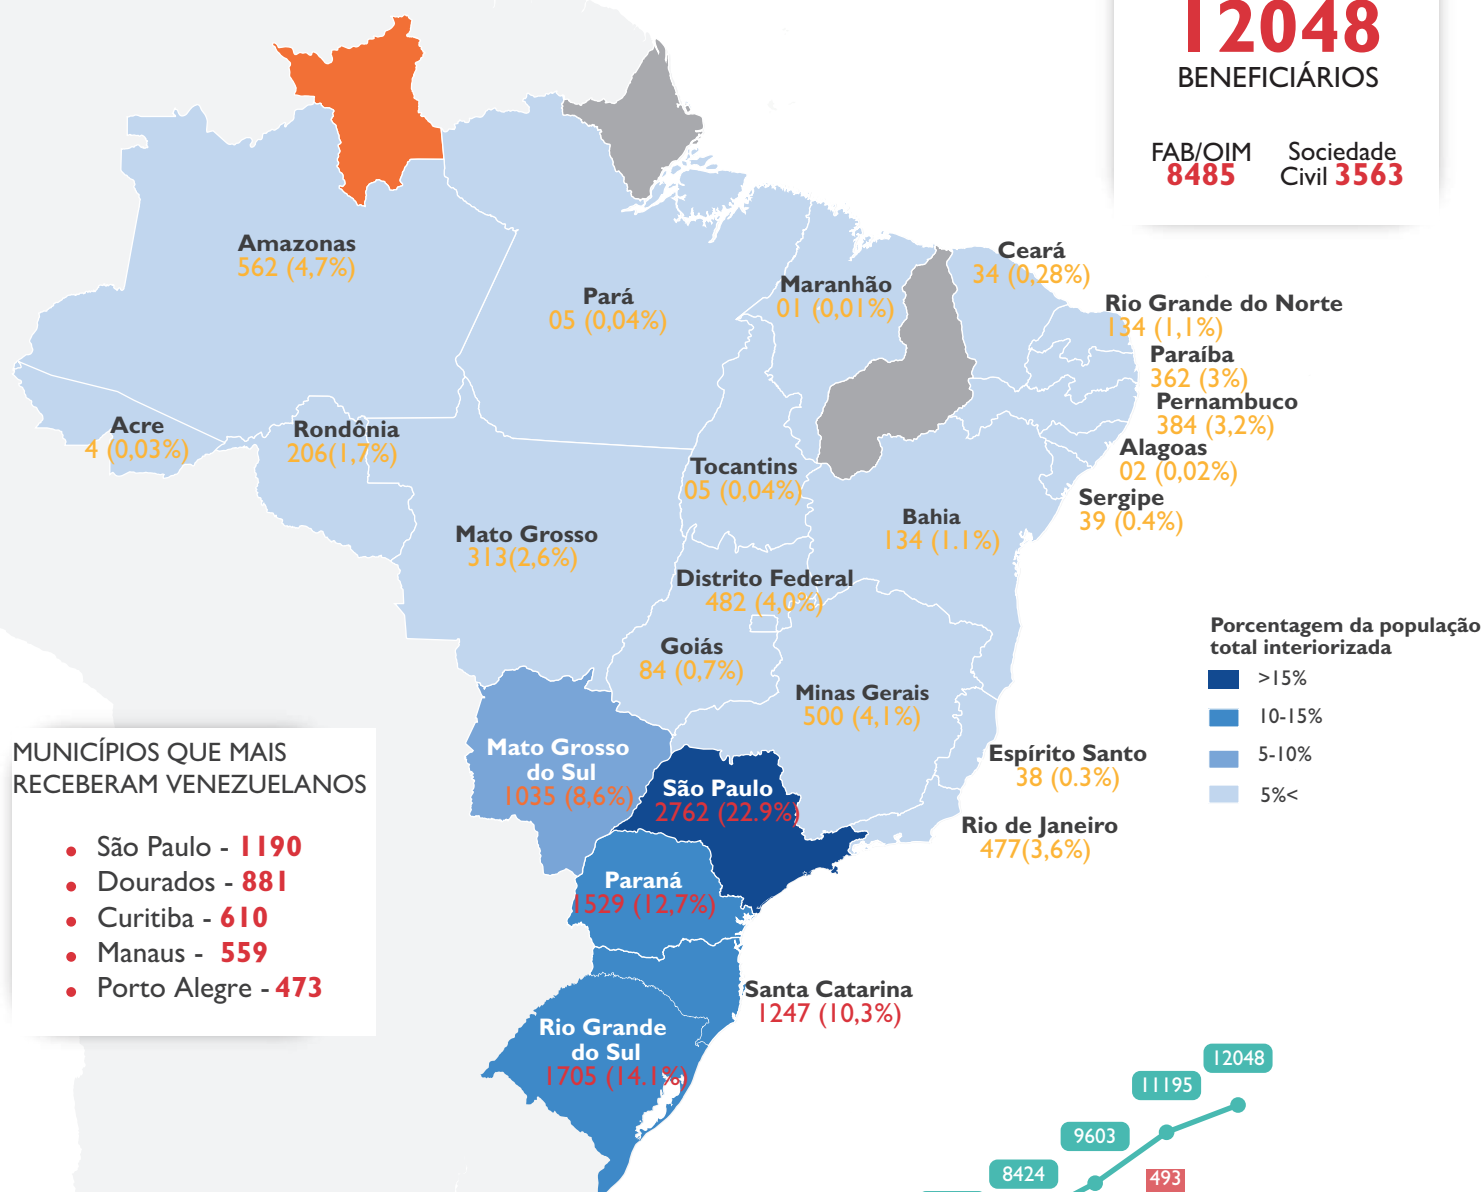 12048
BENEFICIÁRIOS
FAB/OIM
8485
Sociedade
Civil 3563
Amazonas
562 (4,7%)
Pará
05 (0,04%)
Maranhão
01 (0,01%)
Ceará
34 (0,28%)
Rio Grande do Norte
134 (1,1%)
Paraíba
362 (3%)
Pernambuco
384 (3,2%)
Alagoas
02 (0,02%)
Sergipe
39 (0.4%)
Acre
4 (0,03%)
Rondônia
206(1,7%)
Tocantins
05 (0,04%)
Bahia
134 (1.1%)
Mato Grosso
313(2,6%)
Distrito Federal
482 (4,0%)
Goiás
84 (0,7%)
Minas Gerais
500 (4,1%)
Porcentagem da população
total interiorizada
>15%
10-15%
5-10%
5%<
Mato Grosso
do Sul
1035 (8,6%)
São Paulo
2762 (22.9%)
Espírito Santo
38 (0.3%)
Rio de Janeiro
477(3,6%)
Paraná
1529 (12,7%)
Santa Catarina
1247 (10,3%)
Rio Grande
do Sul
1705 (14.1%)
MUNICÍPIOS QUE MAIS
RECEBERAM VENEZUELANOS
• São Paulo - 1190
• Dourados - 881
• Curitiba - 610
• Manaus - 559
• Porto Alegre - 473
12048
11195
9603
8424
493